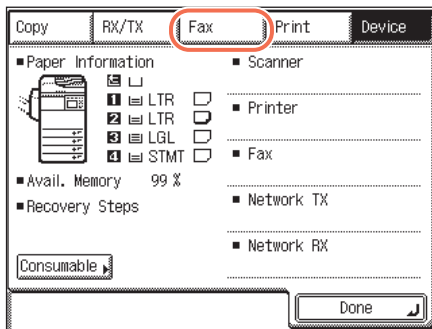 Copy RX/TX Fax Print Device
■Paper Information
1 LTR
2 LTR
3 LGL
4 STMT
■Avail. Memory 99 %
■Recovery Steps
Consumable
■ Scanner
■ Printer
■ Fax
■ Network TX
■ Network RX
Done